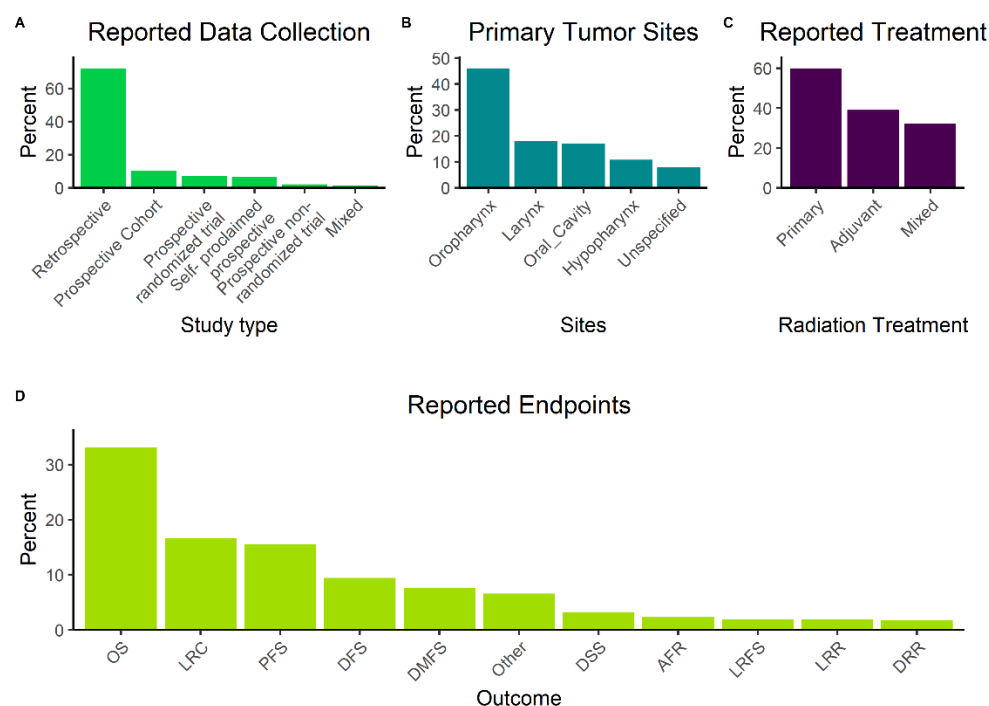 A
Reported Data Collection
Percent
60
40
20
0
Retrospective
Prospective Cohort
Prospective
randomized trial
Self- proclaimed
prospective
Prospective non-
randomized trial
Mixed
Study type
B
Primary Tumor Sites
Percent
50
40
30
20
10
0
Oropharynx
Larynx
Oral_Cavity
Hypopharynx
Unspecified
Sites
C
Reported Treatment
Percent
60
40
20
0
Primary
Adjuvant
Mixed
Radiation Treatment
D
Reported Endpoints
Percent
30
20
10
0
OS
LRC
PFS
DFS
DMFS
Other
DSS
AFR
LRFS
LRR
DRR
Outcome